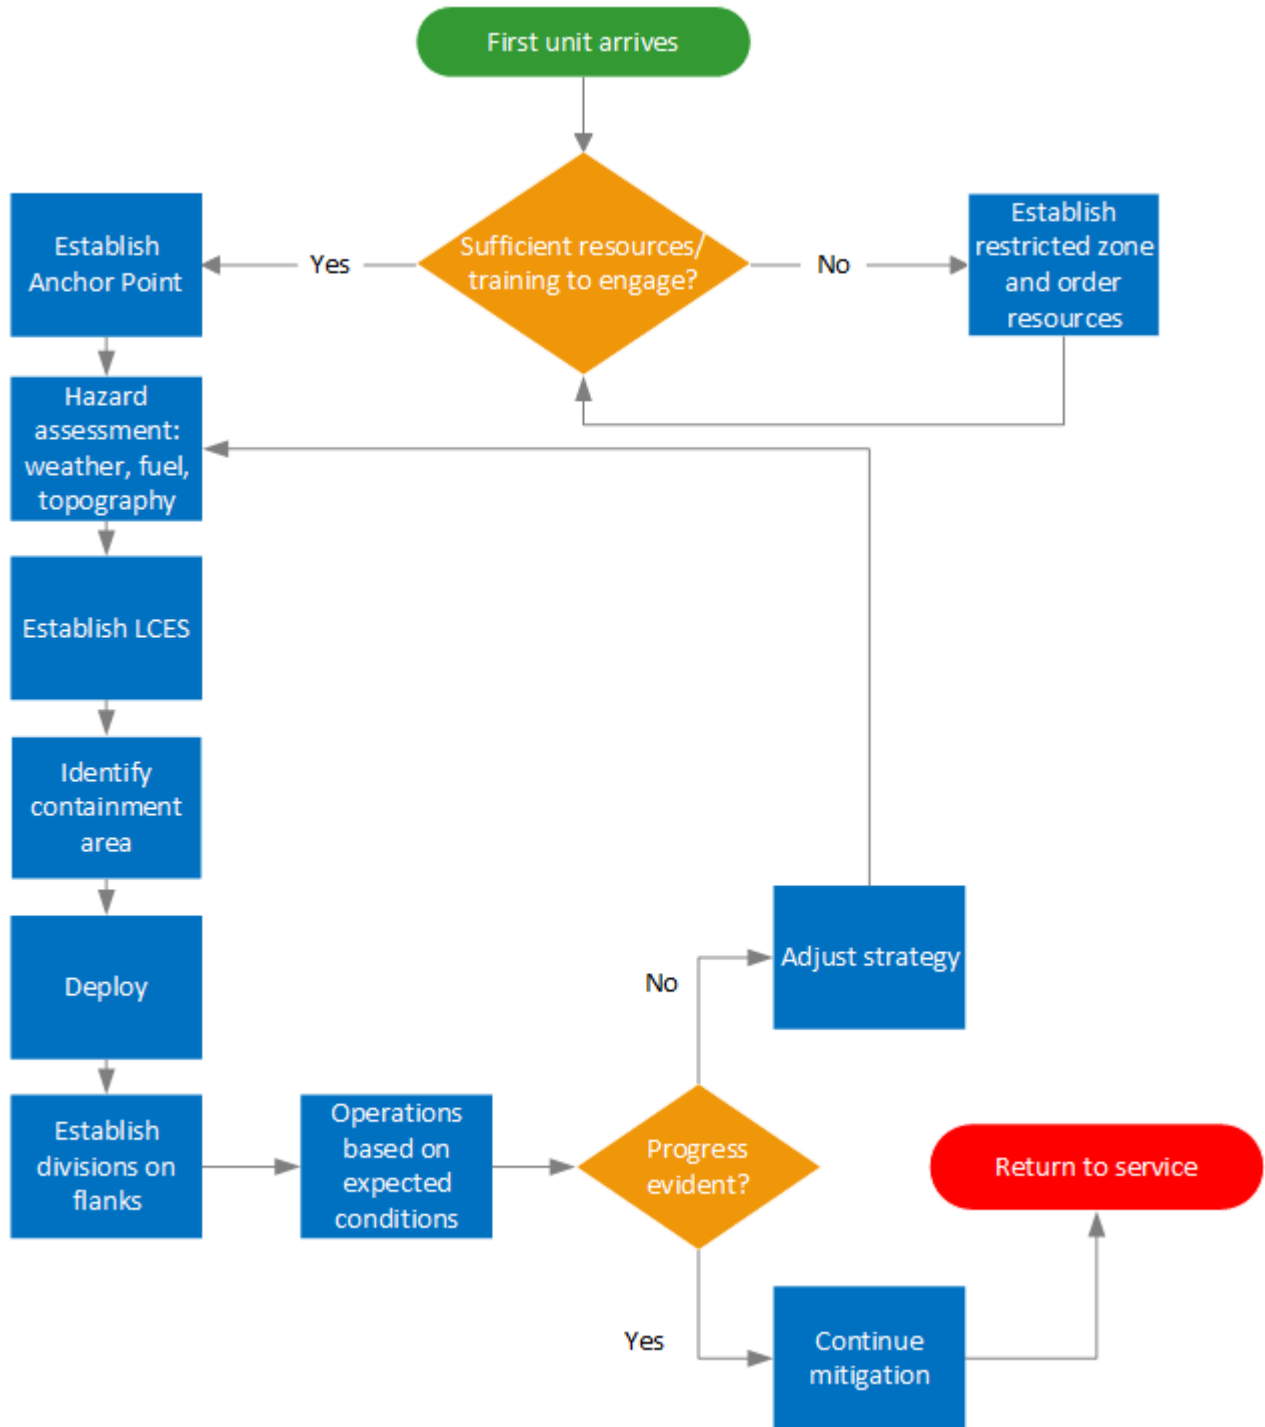 First unit arrives
Sufficient resources/
training to engage?
Yes
No
Establish
Anchor Point
Establish
restricted zone
and order
resources
Hazard
assessment:
weather, fuel,
topography
Establish LCES
Identify
containment
area
Deploy
Establish
divisions on
flanks
Operations
based on
expected
conditions
Progress
evident?
No
Adjust strategy
Yes
Continue
mitigation
Return to service